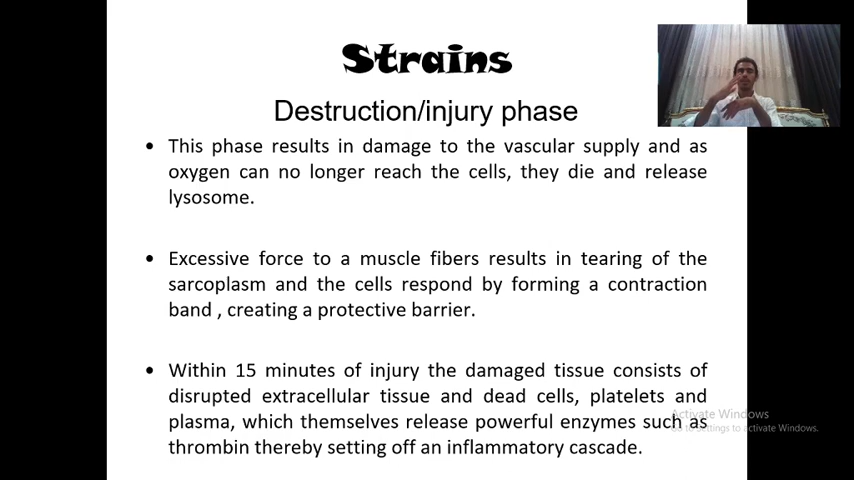 Strains
Destruction/injury phase
• This phase results in damage to the vascular supply and as
oxygen can no longer reach the cells, they die and release
lysosome.
• Excessive force to a muscle fibers results in tearing of the
sarcoplasm and the cells respond by forming a contraction
band , creating a protective barrier.
• Within 15 minutes of injury the damaged tissue consists of
disrupted extracellular tissue and dead cells, platelets and
plasma, which themselves release powerful enzymes such as
thrombin thereby setting off an inflammatory cascade.
Activate Windows
Go to Settings to activate Windows.